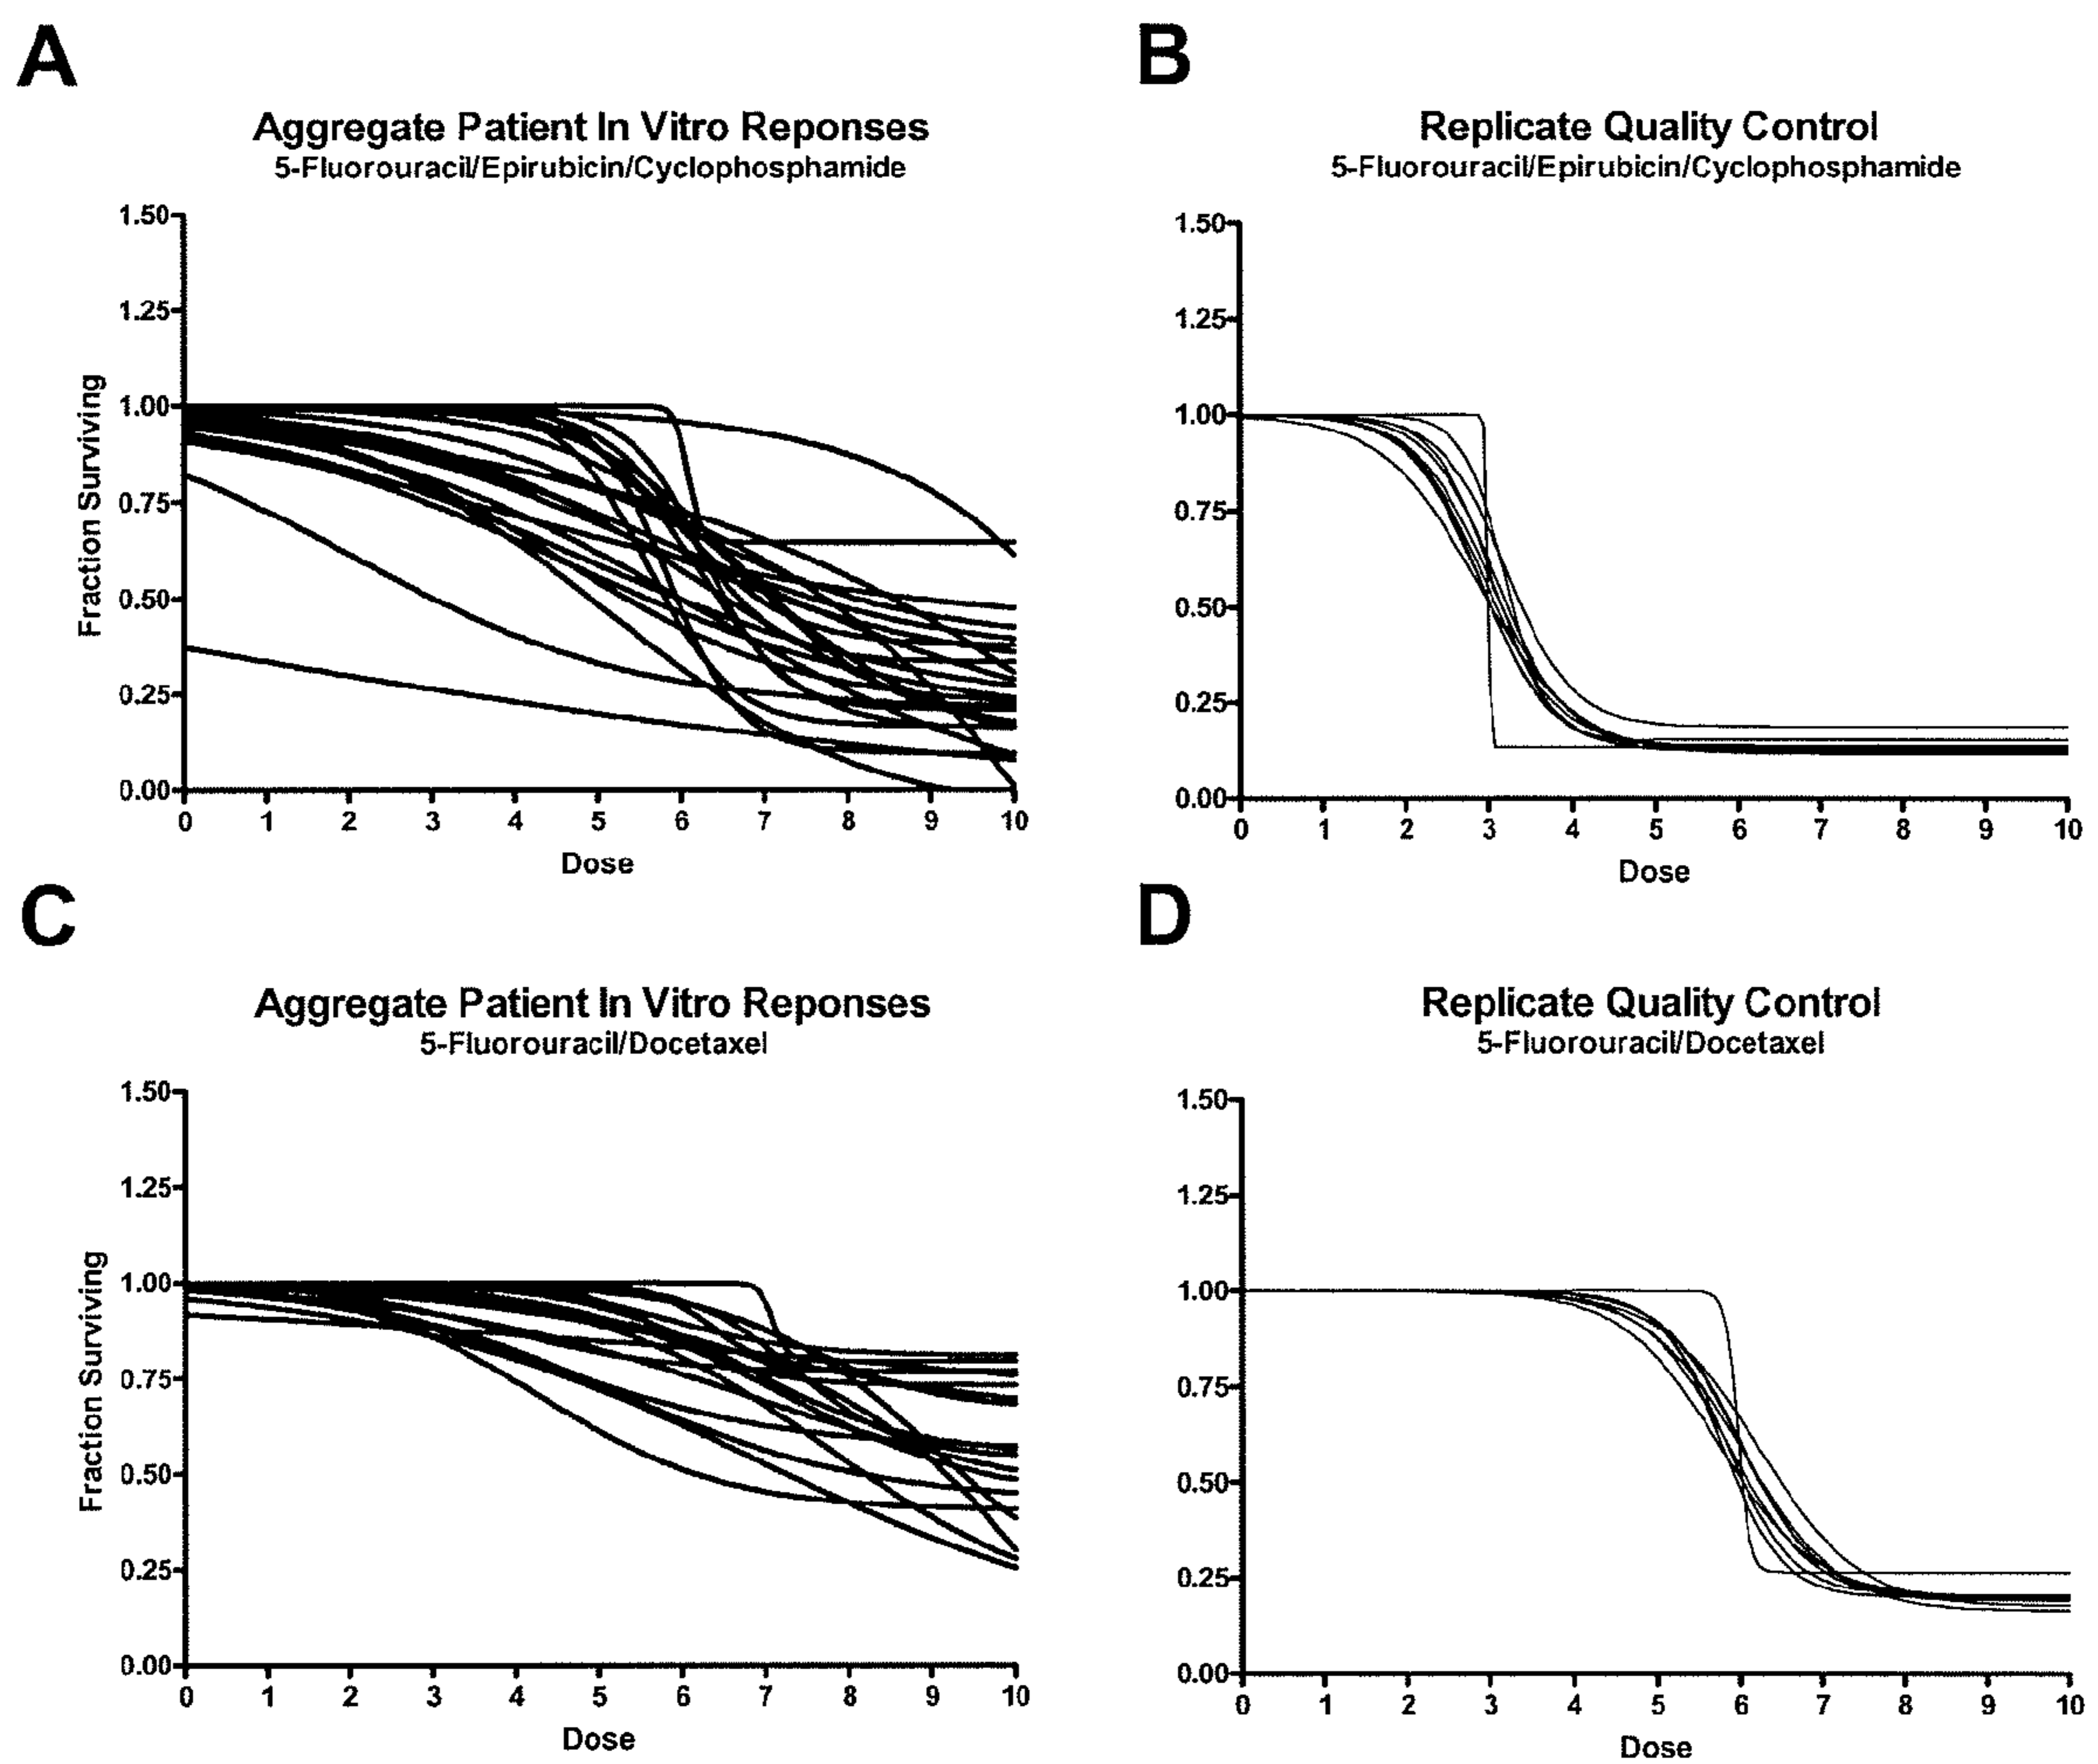 A
Aggregate Patient In Vitro Reponses
5-Fluorouracil/Epirubicin/Cyclophosphamide
1.50
1.25
1.00
0.75
0.50
0.25
0.00
Fraction Surviving
0 1 2 3 4 5 6 7 8 9 10
Dose
B
Replicate Quality Control
5-Fluorouracil/Epirubicin/Cyclophosphamide
1.50
1.25
1.00
0.75
0.50
0.25
0.00
0 1 2 3 4 5 6 7 8 9 10
Dose
C
Aggregate Patient In Vitro Reponses
5-Fluorouracil/Docetaxel
1.50
1.25
1.00
0.75
0.50
0.25
0.00
Fraction Surviving
0 1 2 3 4 5 6 7 8 9 10
Dose
D
Replicate Quality Control
5-Fluorouracil/Docetaxel
1.50
1.25
1.00
0.75
0.50
0.25
0.00
0 1 2 3 4 5 6 7 8 9 10
Dose